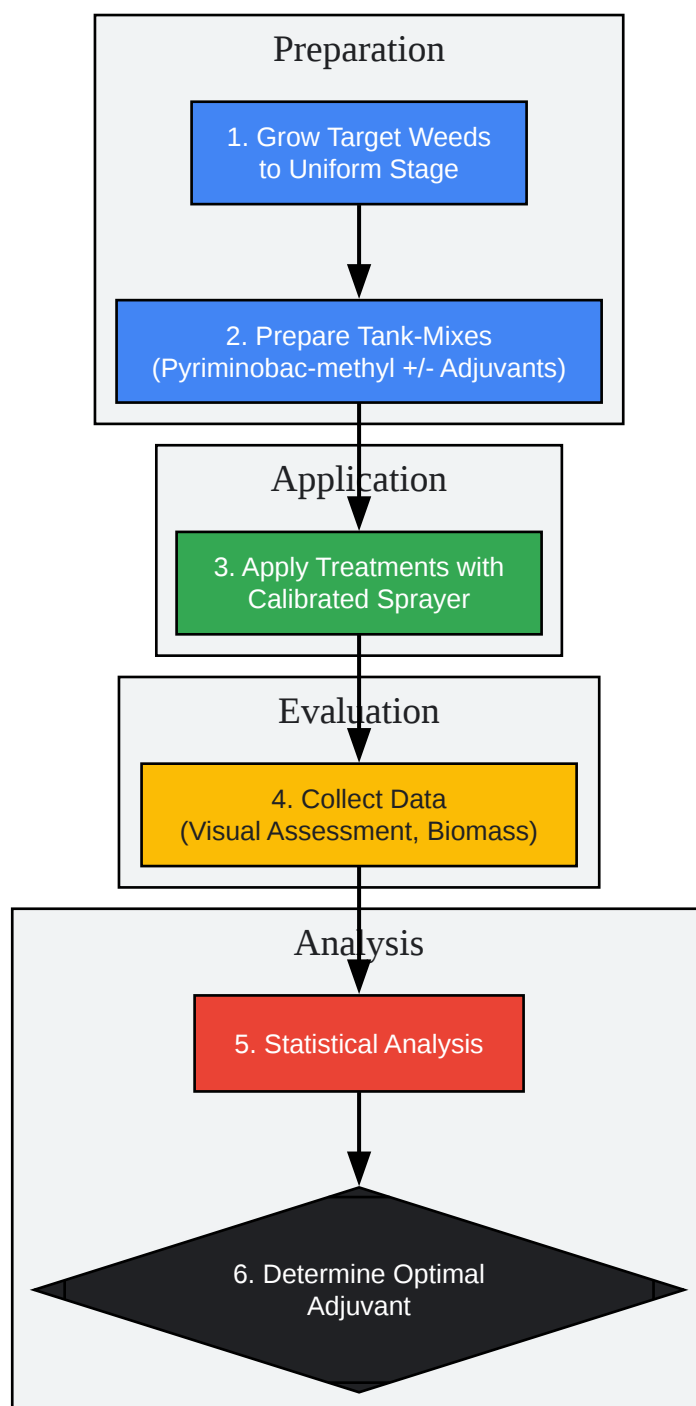 Preparation
1. Grow Target Weeds
to Uniform Stage
2. Prepare Tank-Mixes
(Pyriminobac-methyl +/- Adjuvants)
Application
3. Apply Treatments with
Calibrated Sprayer
Evaluation
4. Collect Data
(Visual Assessment, Biomass)
Analysis
5. Statistical Analysis
6. Determine Optimal
Adjuvant